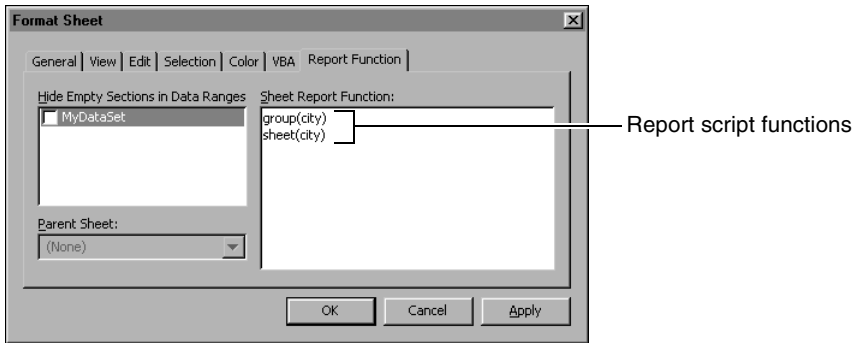 Format Sheet
General View Edit Selection Color VBA Report Function
Hide Empty Sections in Data Ranges
MyDataSet
Parent Sheet:
(None)
Sheet Report Function:
group(city)
sheet(city)
Report script functions
OK Cancel Apply